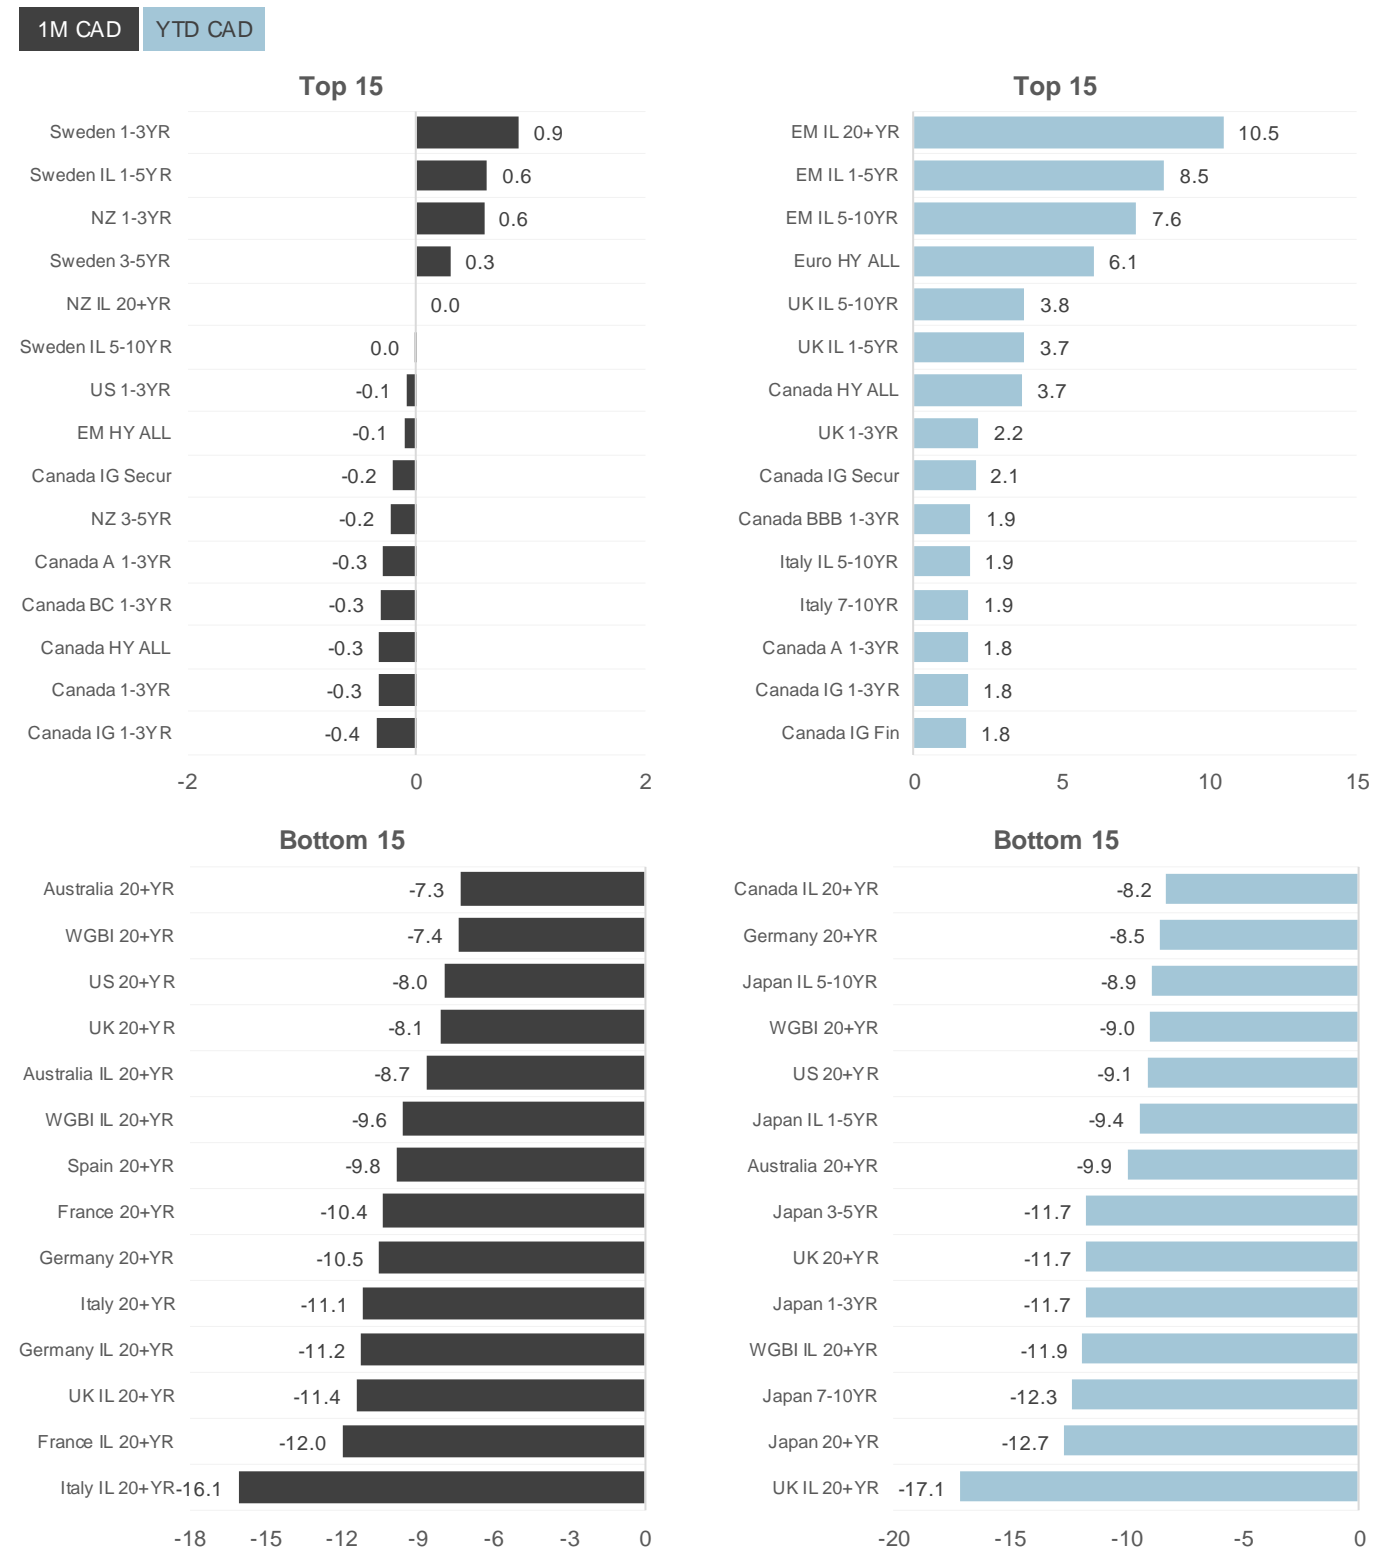 1M CAD YTD CAD
Top 15
Sweden 1-3YR 0.9
Sweden IL 1-5YR 0.6
NZ 1-3YR 0.6
Sweden 3-5YR 0.3
NZ IL 20+YR 0.0
Sweden IL 5-10YR 0.0
US 1-3YR -0.1
EM HY ALL -0.1
Canada IG Secur -0.2
NZ 3-5YR -0.2
Canada A 1-3YR -0.3
Canada BC 1-3YR -0.3
Canada HY ALL -0.3
Canada 1-3YR -0.3
Canada IG 1-3YR -0.4
-2 0 2
Top 15
EM IL 20+YR 10.5
EM IL 1-5YR 8.5
EM IL 5-10YR 7.6
Euro HY ALL 6.1
UK IL 5-10YR 3.8
UK IL 1-5YR 3.7
Canada HY ALL 3.7
UK 1-3YR 2.2
Canada IG Secur 2.1
Canada BBB 1-3YR 1.9
Italy IL 5-10YR 1.9
Italy 7-10YR 1.9
Canada A 1-3YR 1.8
Canada IG 1-3YR 1.8
Canada IG Fin 1.8
0 5 10 15
Bottom 15
Australia 20+YR -7.3
WGBI 20+YR -7.4
US 20+YR -8.0
UK 20+YR -8.1
Australia IL 20+YR -8.7
WGBI IL 20+YR -9.6
Spain 20+YR -9.8
France 20+YR -10.4
Germany 20+YR -10.5
Italy 20+YR -11.1
Germany IL 20+YR -11.2
UK IL 20+YR -11.4
France IL 20+YR -12.0
Italy IL 20+YR -16.1
-18 -15 -12 -9 -6 -3 0
Bottom 15
Canada IL 20+YR -8.2
Germany 20+YR -8.5
Japan IL 5-10YR -8.9
WGBI 20+YR -9.0
US 20+YR -9.1
Japan IL 1-5YR -9.4
Australia 20+YR -9.9
Japan 3-5YR -11.7
UK 20+YR -11.7
Japan 1-3YR -11.7
WGBI IL 20+YR -11.9
Japan 7-10YR -12.3
Japan 20+YR -12.7
UK IL 20+YR -17.1
-20 -15 -10 -5 0